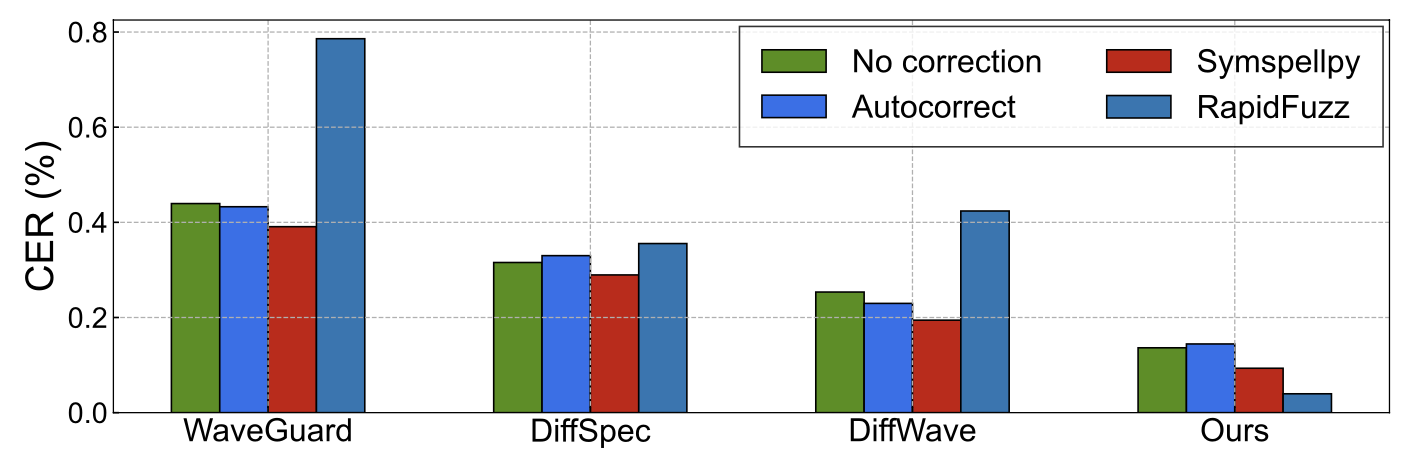 CER (%)
0.8
0.6
0.4
0.2
0.0
No correction
Autocorrect
Symspellpy
RapidFuzz
WaveGuard
DiffSpec
DiffWave
Ours